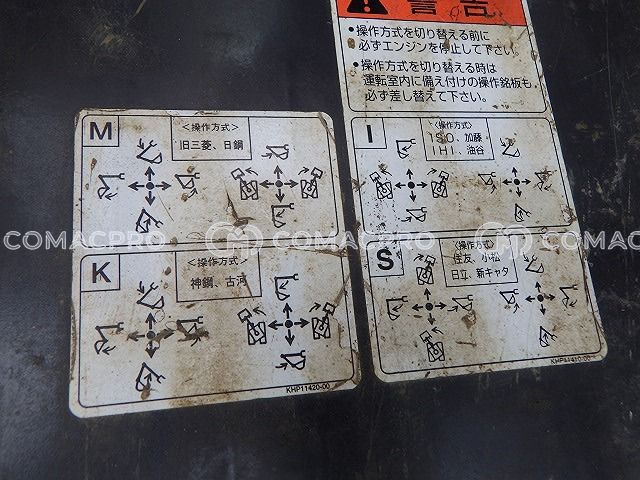 警告
•操作方式を切り替える前に
必ずエンジンを停止して下さい。
•操作方式を切り替える時は
運転室内に備え付けの操作銘板も
必ず差し替えて下さい。
M
<操作方式>
旧三菱、日鋼
I
<操作方式>
ISO、加藤
IHI、油谷
COMACPRO
COMACPRO
COMACPRO
K
<操作方式>
神鋼、古河
S
<操作方式>
住友、小松
日立、新キャタ
KHP11420-00
KHP11410-00